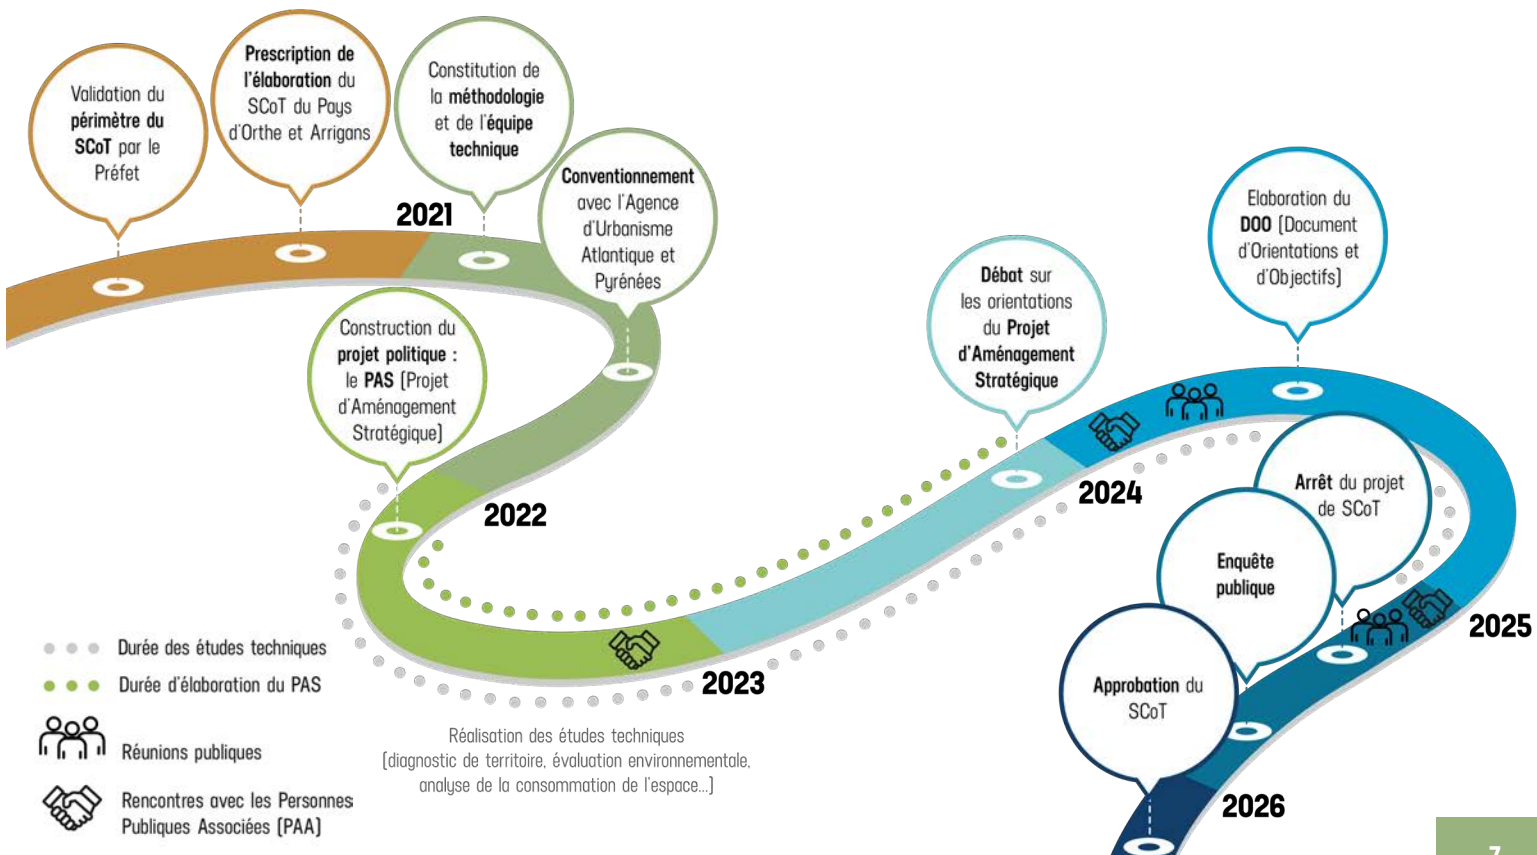 Validation du
périmètre du
SCoT par le
Préfet
Prescription de
l'élaboration du
SCoT du Pays
d'Orthe et Arrigans
2021
Constitution de
la méthodologie
et de l'équipe
technique
Conventionnement
avec l'Agence
d'Urbanisme
Atlantique et
Pyrénées
Construction du
projet politique :
le PAS (Projet
d'Aménagement
Stratégique)
2022
2023
Réalisation des études techniques
(diagnostic de territoire, évaluation environnementale,
analyse de la consommation de l'espace...)
Débat sur
les orientations
du Projet
d'Aménagement
Stratégique
2024
Elaboration du
DOO (Document
d'Orientations et
d'Objectifs)
2025
Arrêt du projet
de SCoT
Enquête
publique
Approbation du
SCoT
2026
Durée des études techniques
Durée d'élaboration du PAS
Réunions publiques
Rencontres avec les Personnes
Publiques Associées (PAA)
7